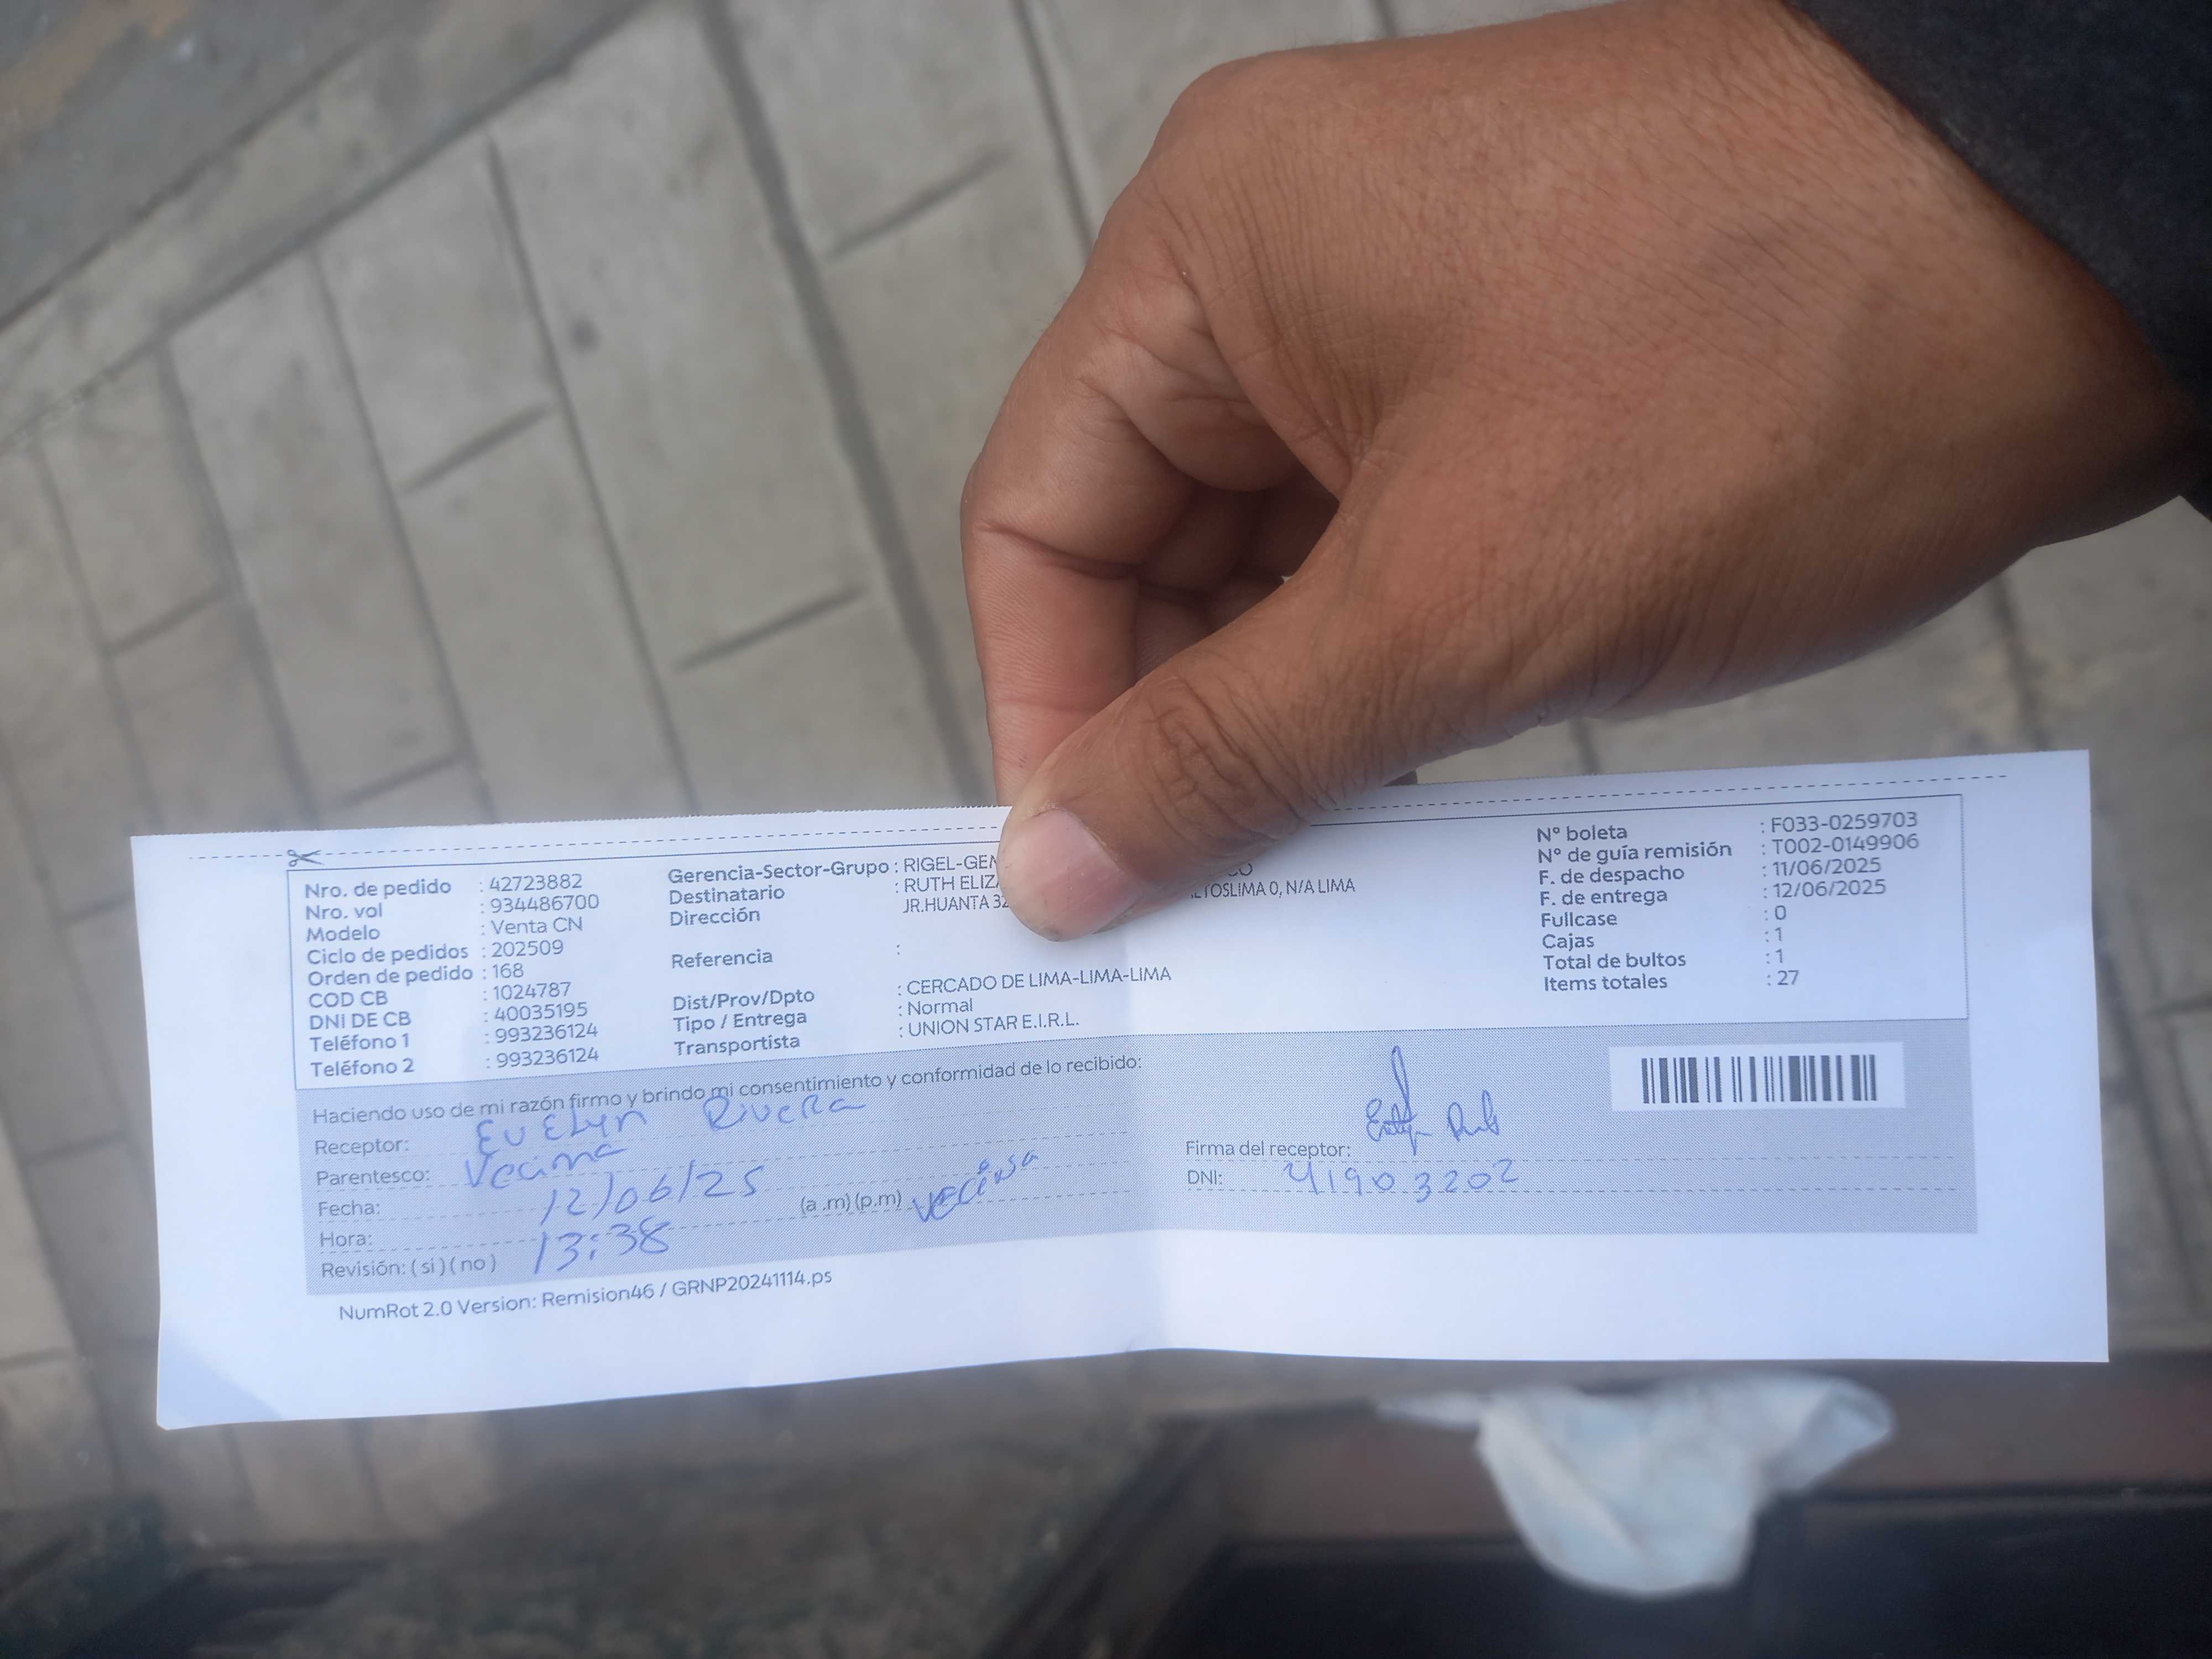 Nro. de pedido : 42723882
Nro. vol : 934486700
Modelo : Venta CN
Ciclo de pedidos : 202509
Orden de pedido : 168
COD CB : 1024787
DNI DE CB : 40035195
Teléfono 1 : 993236124
Teléfono 2 : 993236124
Gerencia-Sector-Grupo : RIGEL-GEN
Destinatario : RUTH ELIZA CO
Dirección JR.HUANTA 32 LTOSLIMA 0, N/A LIMA
Referencia :
Dist/Prov/Dpto : CERCADO DE LIMA-LIMA-LIMA
Tipo / Entrega : Normal
Transportista : UNION STAR E.I.R.L.
N° boleta : F033-0259703
N° de guía remisión : T002-0149906
F. de despacho : 11/06/2025
F. de entrega : 12/06/2025
Fullcase : 0
Cajas : 1
Total de bultos : 1
Items totales : 27
Haciendo uso de mi razón firmo y brindo mi consentimiento y conformidad de lo recibido:
Receptor: Evelyn Rivera
Parentesco: Vecina
Fecha: 12/06/25 (a .m) (p.m) vecina
Hora: 13:38
Revisión: ( si ) ( no )
Firma del receptor:
DNI: 41903202
NumRot 2.0 Version: Remision46 / GRNP20241114.ps